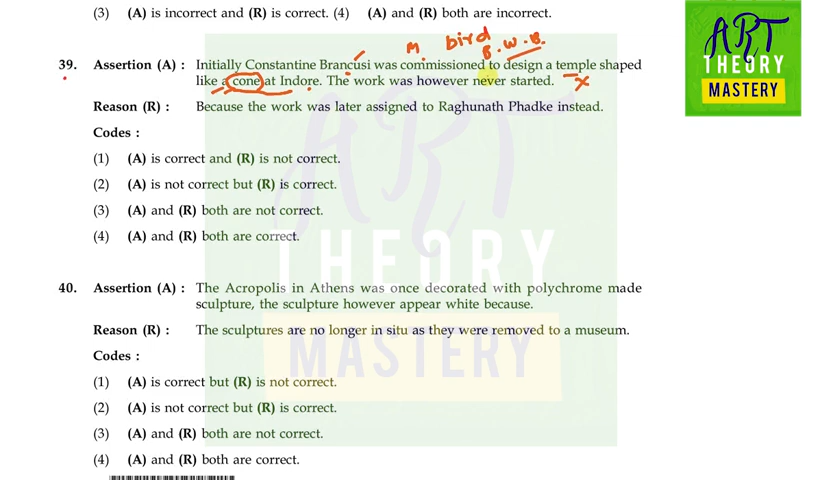 (3) (A) is incorrect and (R) is correct. (4) (A) and (R) both are incorrect.
M bird B.W.B.
39. Assertion (A) : Initially Constantine Brancusi was commissioned to design a temple shaped
like a cone at Indore. The work was however never started. x
Reason (R) : Because the work was later assigned to Raghunath Phadke instead.
Codes :
(1) (A) is correct and (R) is not correct.
(2) (A) is not correct but (R) is correct.
(3) (A) and (R) both are not correct.
(4) (A) and (R) both are correct.
40. Assertion (A) : The Acropolis in Athens was once decorated with polychrome made
sculpture, the sculpture however appear white because.
Reason (R) : The sculptures are no longer in situ as they were removed to a museum.
Codes :
(1) (A) is correct but (R) is not correct.
(2) (A) is not correct but (R) is correct.
(3) (A) and (R) both are not correct.
(4) (A) and (R) both are correct.
ART
THEORY
MASTERY
ART
THEORY
MASTERY